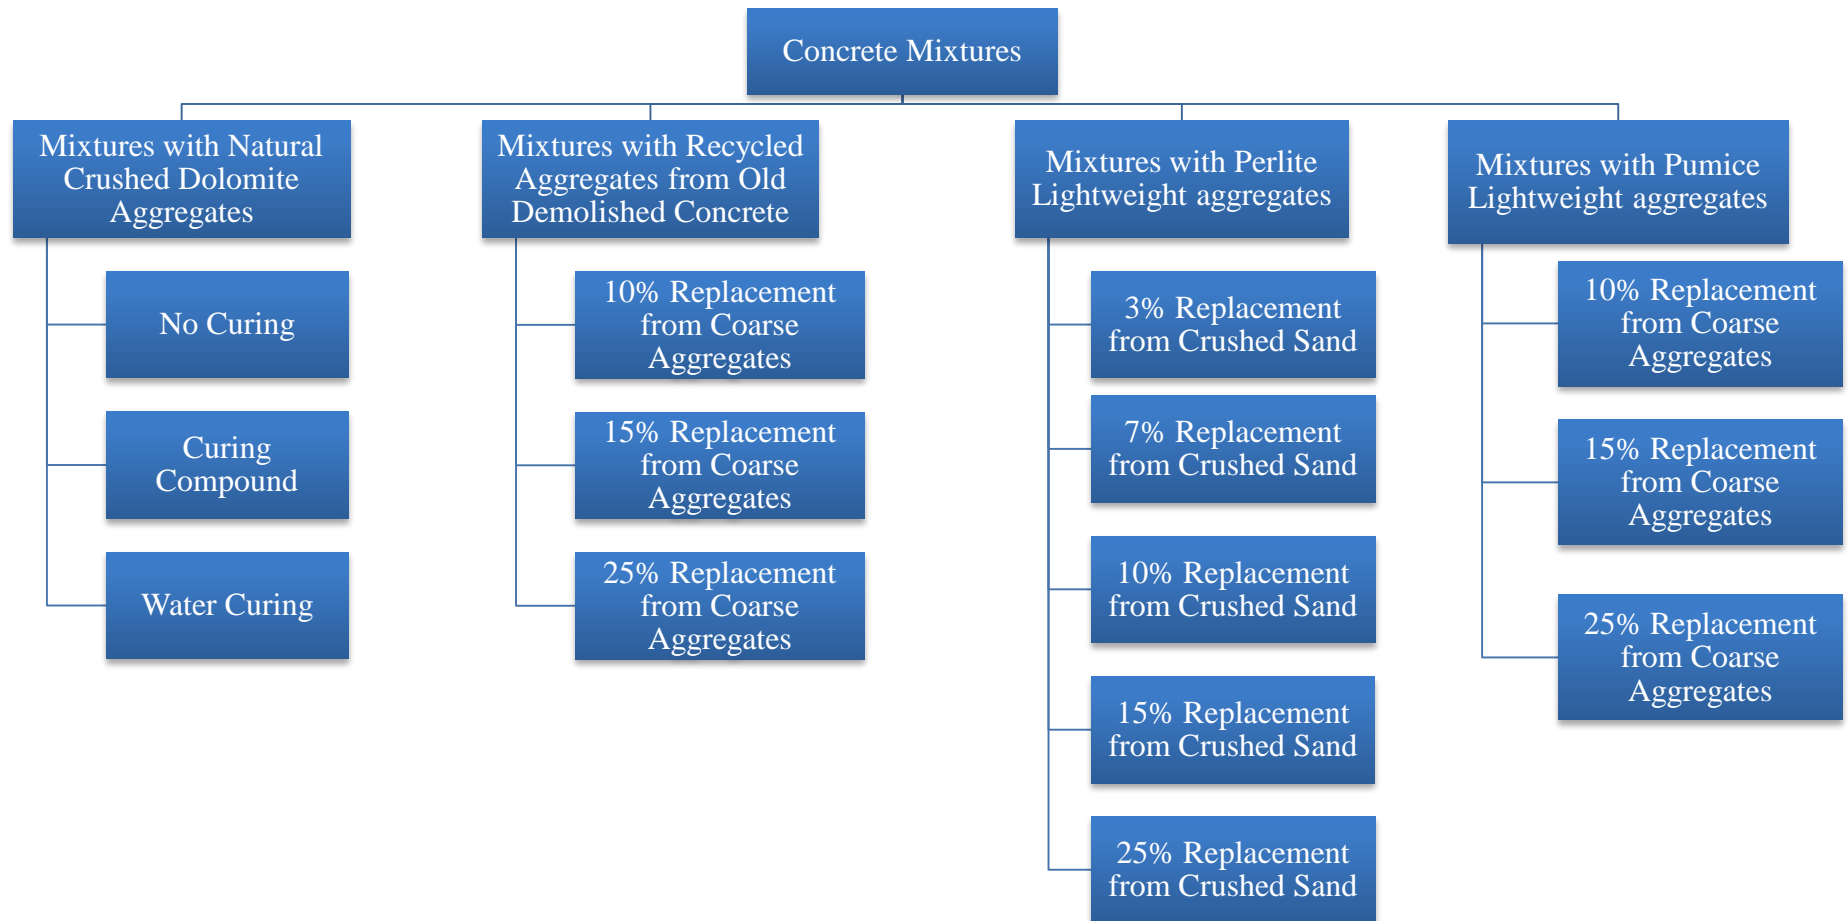 Concrete Mixtures
Mixtures with Natural
Crushed Dolomite
Aggregates
No Curing
Curing
Compound
Water Curing
Mixtures with Recycled
Aggregates from Old
Demolished Concrete
10% Replacement
from Coarse
Aggregates
15% Replacement
from Coarse
Aggregates
25% Replacement
from Coarse
Aggregates
Mixtures with Perlite
Lightweight aggregates
3% Replacement
from Crushed Sand
7% Replacement
from Crushed Sand
10% Replacement
from Crushed Sand
15% Replacement
from Crushed Sand
25% Replacement
from Crushed Sand
Mixtures with Pumice
Lightweight aggregates
10% Replacement
from Coarse
Aggregates
15% Replacement
from Coarse
Aggregates
25% Replacement
from Coarse
Aggregates